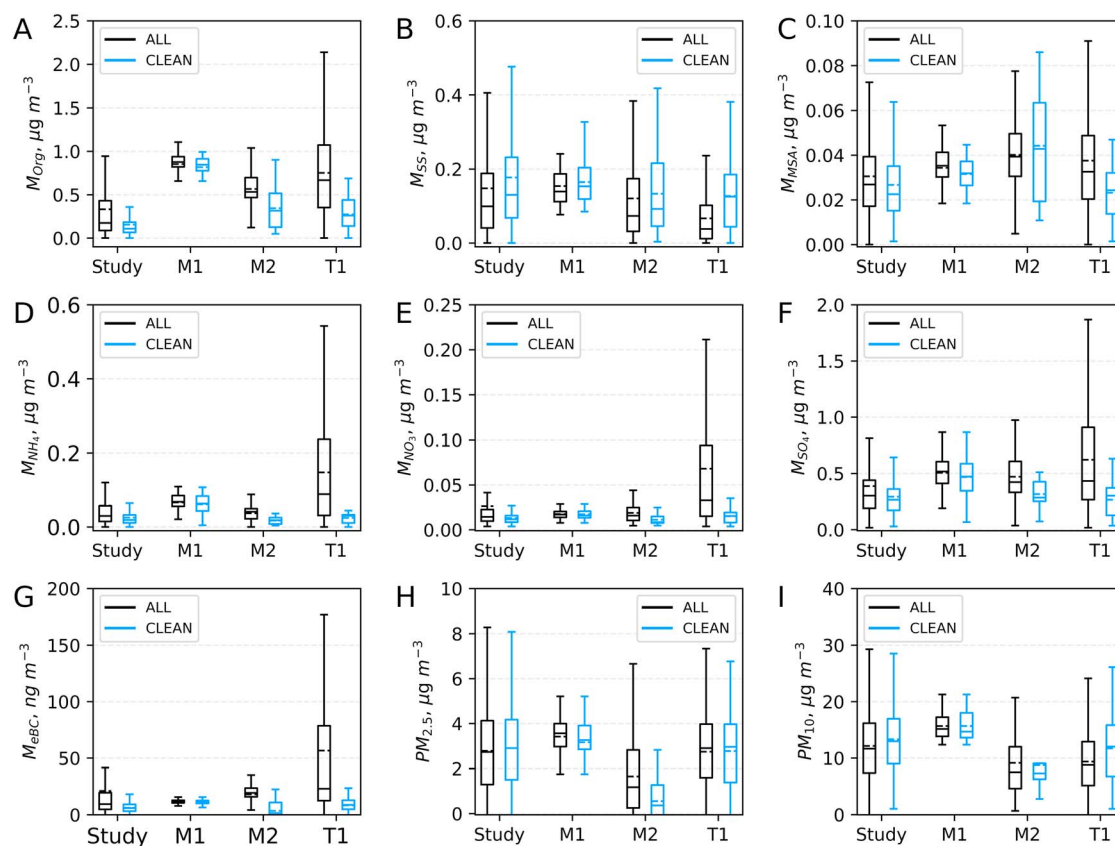 A
2.5
2.0
1.5
1.0
0.5
0.0
M_Org, μg m⁻³
ALL
CLEAN
Study M1 M2 T1
B
0.6
0.4
0.2
0.0
M_SS, μg m⁻³
ALL
CLEAN
Study M1 M2 T1
C
0.10
0.08
0.06
0.04
0.02
0.00
M_MSA, μg m⁻³
ALL
CLEAN
Study M1 M2 T1
D
0.6
0.4
0.2
0.0
M_NH₄, μg m⁻³
ALL
CLEAN
Study M1 M2 T1
E
0.25
0.20
0.15
0.10
0.05
0.00
M_NO₃, μg m⁻³
ALL
CLEAN
Study M1 M2 T1
F
2.0
1.5
1.0
0.5
0.0
M_SO₄, μg m⁻³
ALL
CLEAN
Study M1 M2 T1
G
200
150
100
50
0
M_eBC, ng m⁻³
ALL
CLEAN
Study M1 M2 T1
H
10
8
6
4
2
0
PM₂.₅, μg m⁻³
ALL
CLEAN
Study M1 M2 T1
I
40
30
20
10
0
PM₁₀, μg m⁻³
ALL
CLEAN
Study M1 M2 T1